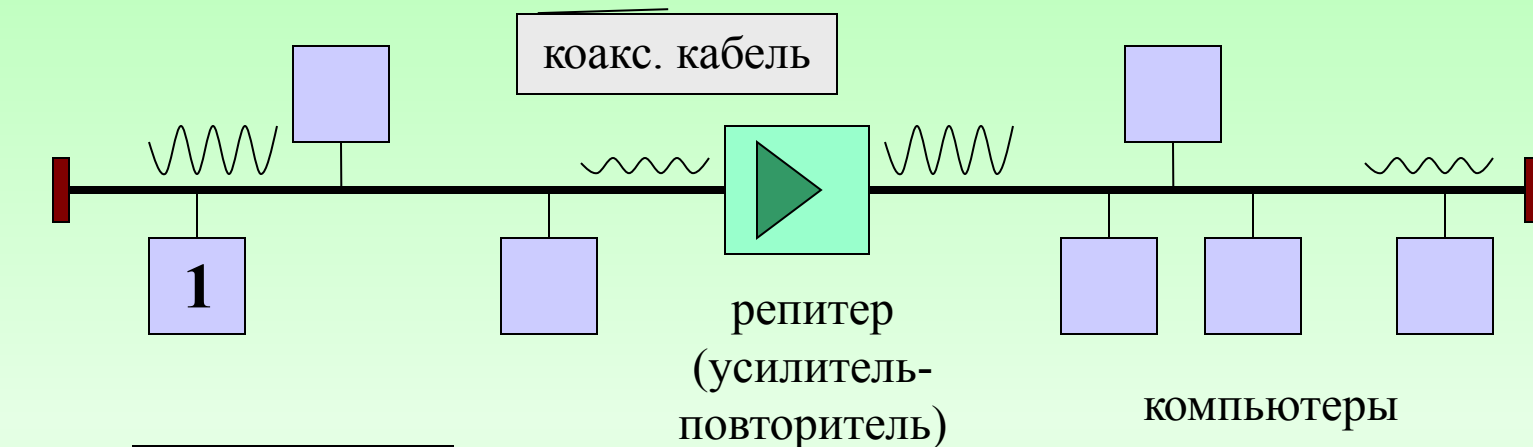 коакс. кабель
1
репитер
(усилитель-
повторитель)
компьютеры